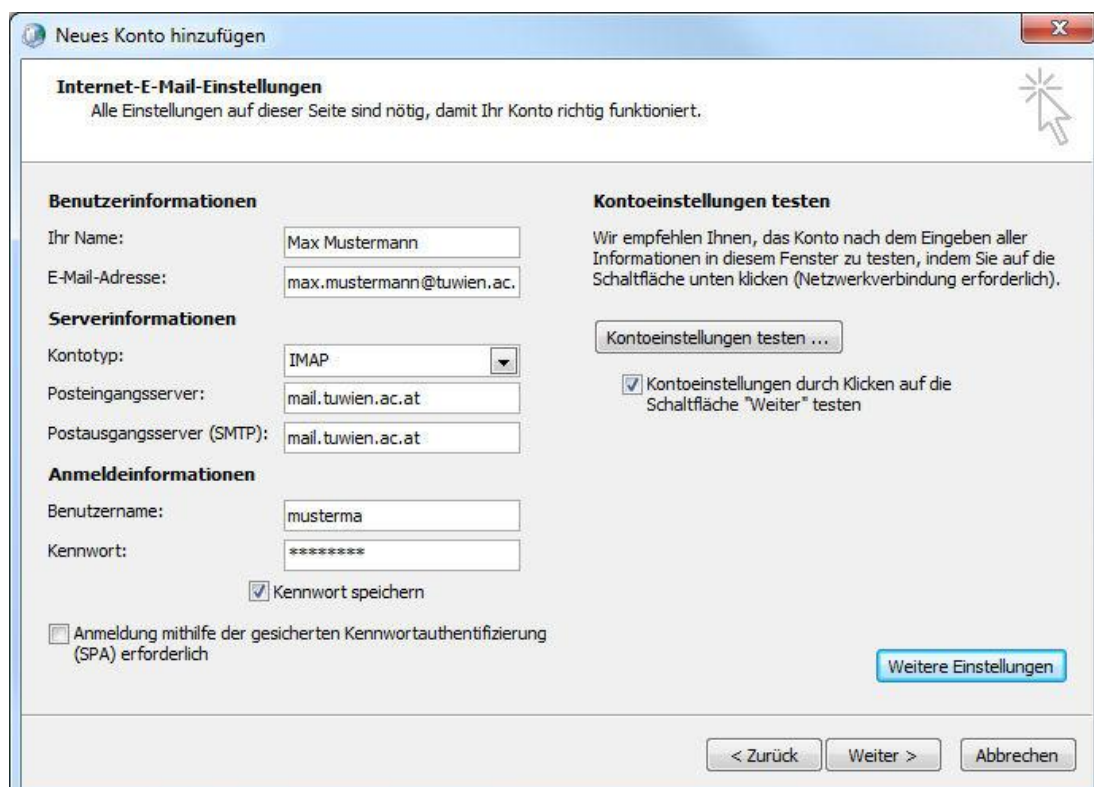 Neues Konto hinzufügen
Internet-E-Mail-Einstellungen
Alle Einstellungen auf dieser Seite sind nötig, damit Ihr Konto richtig funktioniert.
Benutzerinformationen
Ihr Name:
Max Mustermann
E-Mail-Adresse:
max.mustermann@tuwien.ac.
Serverinformationen
Kontotyp:
IMAP
Posteingangsserver:
mail.tuwien.ac.at
Postausgangsserver (SMTP):
mail.tuwien.ac.at
Anmeldeinformationen
Benutzername:
musterma
Kennwort:
********
Kennwort speichern
Anmeldung mithilfe der gesicherten Kennwortauthentifizierung
(SPA) erforderlich
Kontoeinstellungen testen
Wir empfehlen Ihnen, das Konto nach dem Eingeben aller
Informationen in diesem Fenster zu testen, indem Sie auf die
Schaltfläche unten klicken (Netzwerkverbindung erforderlich).
Kontoeinstellungen testen ...
Kontoeinstellungen durch Klicken auf die
Schaltfläche "Weiter" testen
Weitere Einstellungen
< Zurück
Weiter >
Abbrechen